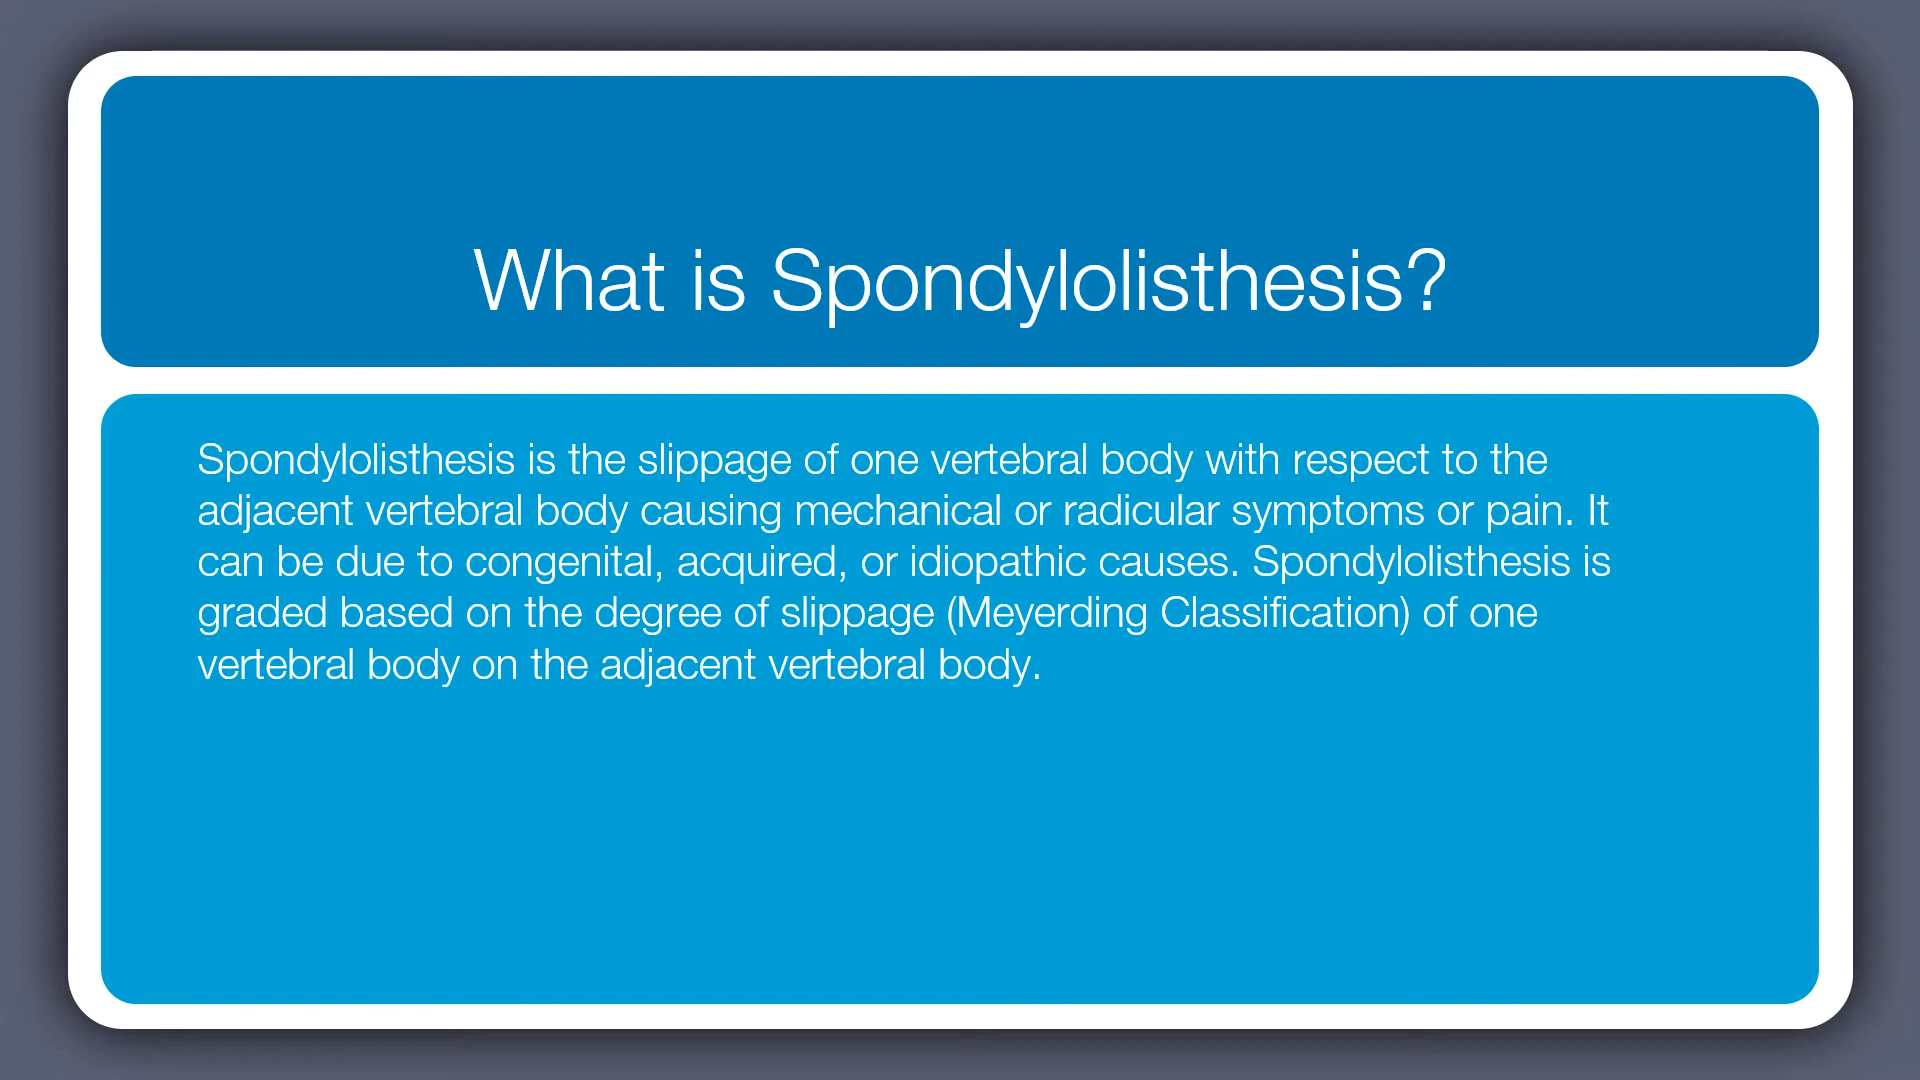 What is Spondylolisthesis?
Spondylolisthesis is the slippage of one vertebral body with respect to the
adjacent vertebral body causing mechanical or radicular symptoms or pain. It
can be due to congenital, acquired, or idiopathic causes. Spondylolisthesis is
graded based on the degree of slippage (Meyerding Classification) of one
vertebral body on the adjacent vertebral body.